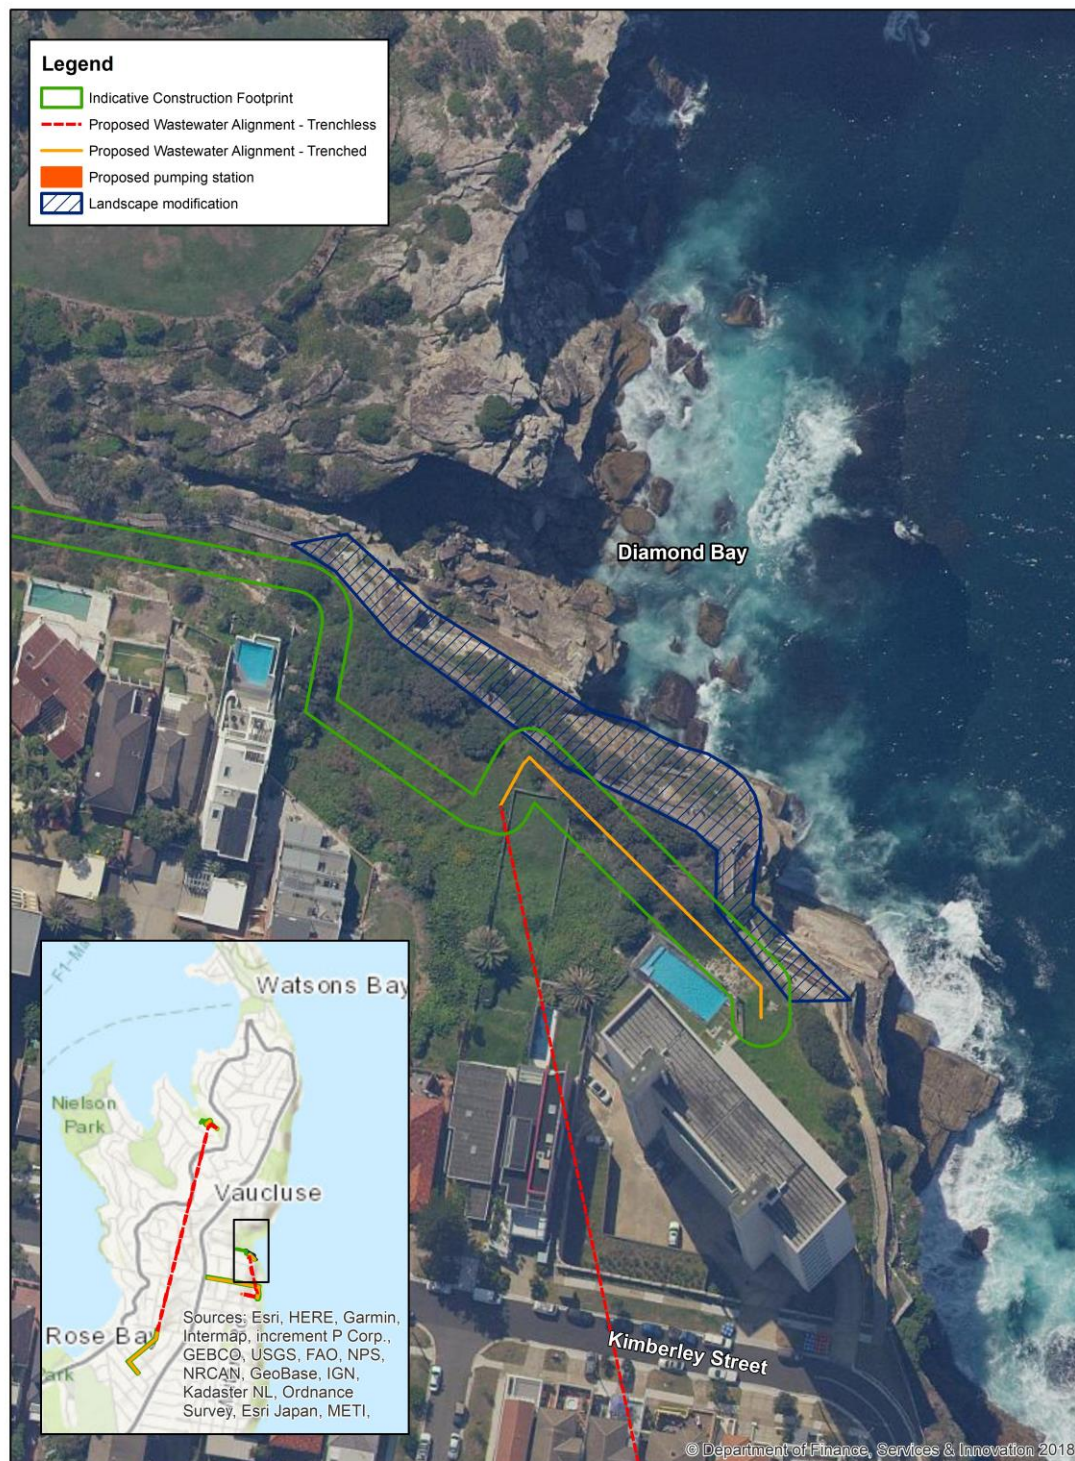 Legend
Indicative Construction Footprint
Proposed Wastewater Alignment - Trenchless
Proposed Wastewater Alignment - Trenched
Proposed pumping station
Landscape modification
Diamond Bay
Watsons Bay
Nielson
Park
Vaucluse
Rose Bay
Sources: Esri, HERE, Garmin,
Intermap, increment P Corp.,
GEBCO, USGS, FAO, NPS,
NRCAN, GeoBase, IGN,
Kadaster NL, Ordnance
Survey, Esri Japan, METI,
Kimberley Street
© Department of Finance, Services & Innovation 2018